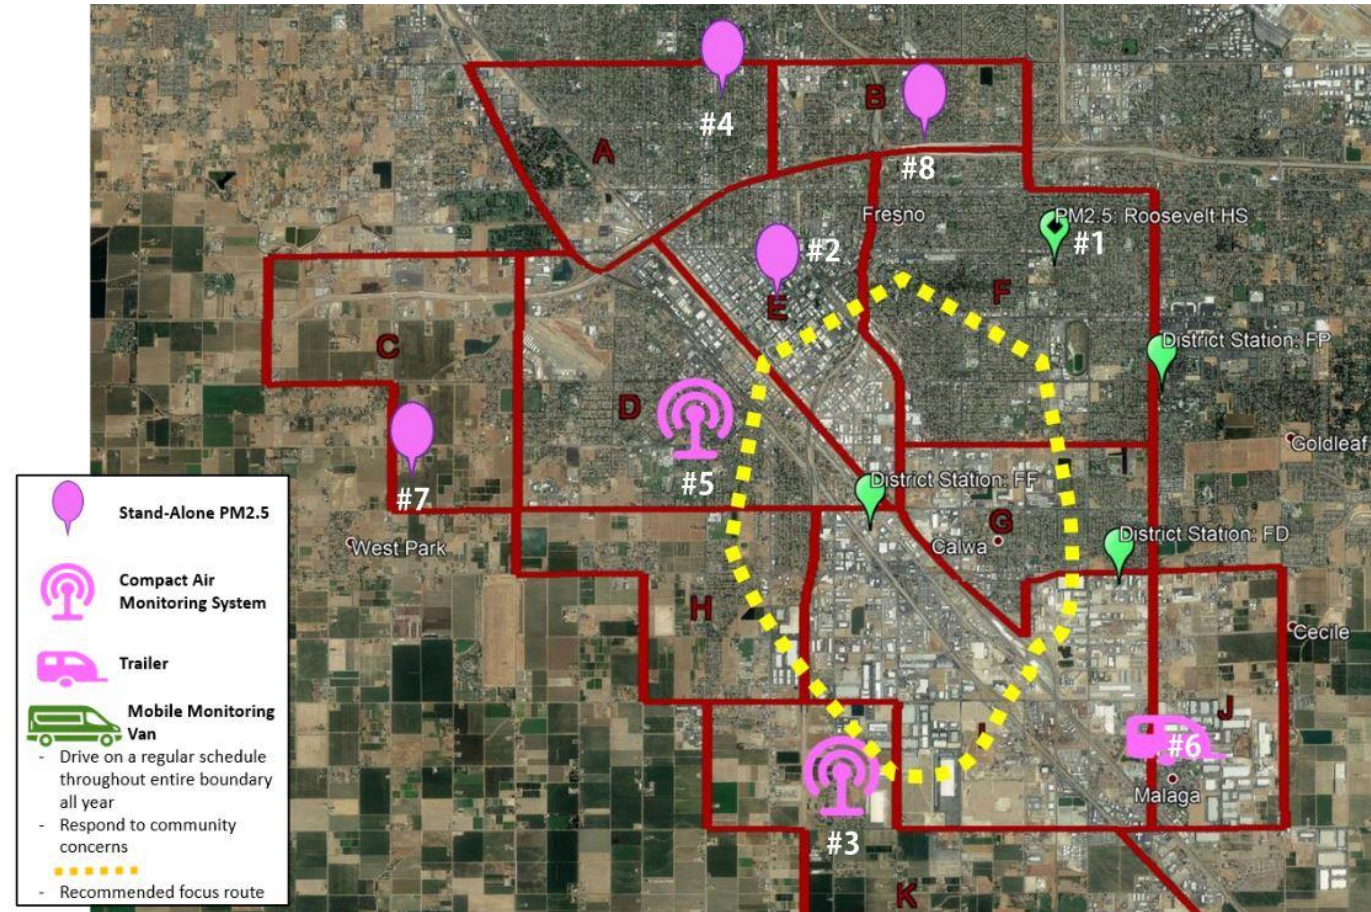 #4
B
#8
A
Fresno
PM2.5: Roosevelt HS
#1
#2
E
F
C
District Station: FP
D
Goldleaf
#5
#7
District Station: FF
G
West Park
Calwa
District Station: FD
H
Cecile
J
I
#6
Malaga
#3
K
Stand-Alone PM2.5
Compact Air
Monitoring System
Trailer
Mobile Monitoring
Van
- Drive on a regular schedule
throughout entire boundary
all year
- Respond to community
concerns
- Recommended focus route